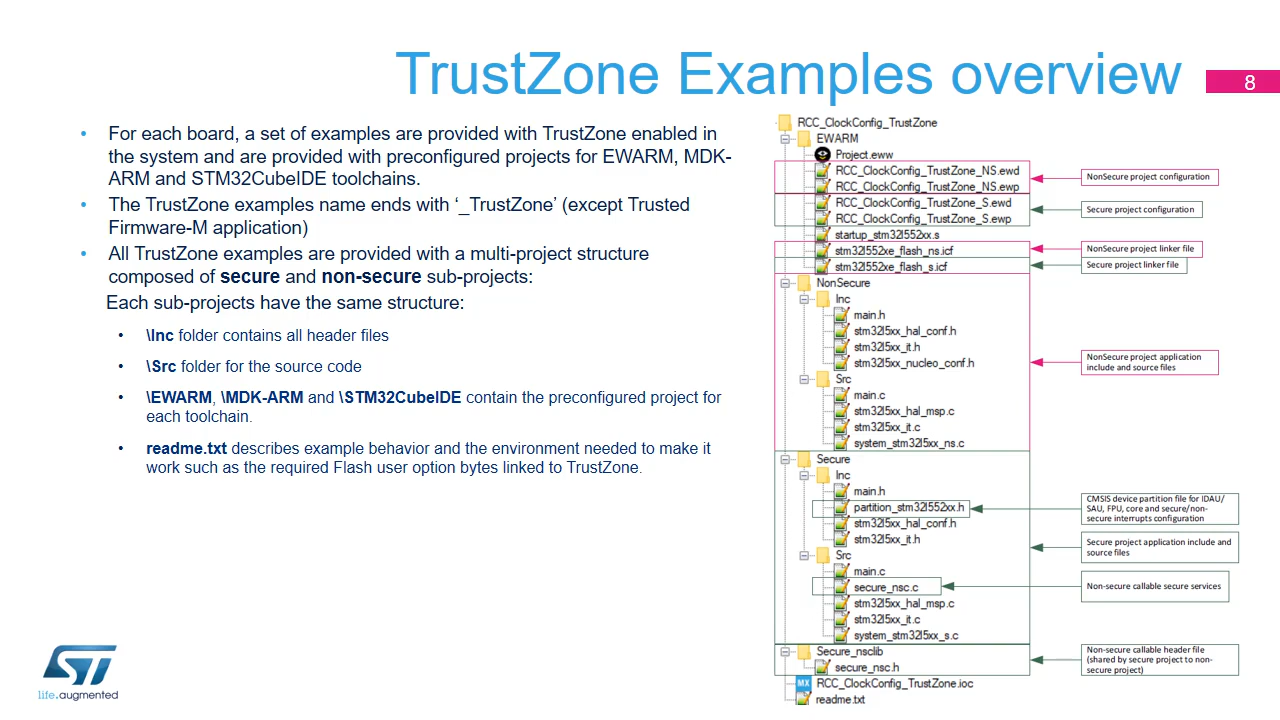 TrustZone Examples overview
8
• For each board, a set of examples are provided with TrustZone enabled in
the system and are provided with preconfigured projects for EWARM, MDK-
ARM and STM32CubeIDE toolchains.
• The TrustZone examples name ends with ‘_TrustZone’ (except Trusted
Firmware-M application)
• All TrustZone examples are provided with a multi-project structure
composed of secure and non-secure sub-projects:
Each sub-projects have the same structure:
• \Inc folder contains all header files
• \Src folder for the source code
• \EWARM, \MDK-ARM and \STM32CubeIDE contain the preconfigured project for
each toolchain.
• readme.txt describes example behavior and the environment needed to make it
work such as the required Flash user option bytes linked to TrustZone.
RCC_ClockConfig_TrustZone
EWARM
Project.eww
RCC_ClockConfig_TrustZone_NS.ewd
RCC_ClockConfig_TrustZone_NS.ewp
RCC_ClockConfig_TrustZone_S.ewd
RCC_ClockConfig_TrustZone_S.ewp
startup_stm32l552xx.s
stm32l552xe_flash_ns.icf
stm32l552xe_flash_s.icf
NonSecure
Inc
main.h
stm32l5xx_hal_conf.h
stm32l5xx_it.h
stm32l5xx_nucleo_conf.h
Src
main.c
stm32l5xx_hal_msp.c
stm32l5xx_it.c
system_stm32l5xx_ns.c
Secure
Inc
main.h
partition_stm32l552xx.h
stm32l5xx_hal_conf.h
stm32l5xx_it.h
Src
main.c
secure_nsc.c
stm32l5xx_hal_msp.c
stm32l5xx_it.c
system_stm32l5xx_s.c
Secure_nsclib
secure_nsc.h
MX RCC_ClockConfig_TrustZone.ioc
readme.txt
NonSecure project configuration
Secure project configuration
NonSecure project linker file
Secure project linker file
NonSecure project application
include and source files
CMSIS device partition file for IDAU/
SAU, FPU, core and secure/non-
secure interrupts configuration
Secure project application include and
source files
Non-secure callable secure services
Non-secure callable header file
(shared by secure project to non-
secure project)
ST
life.augmented